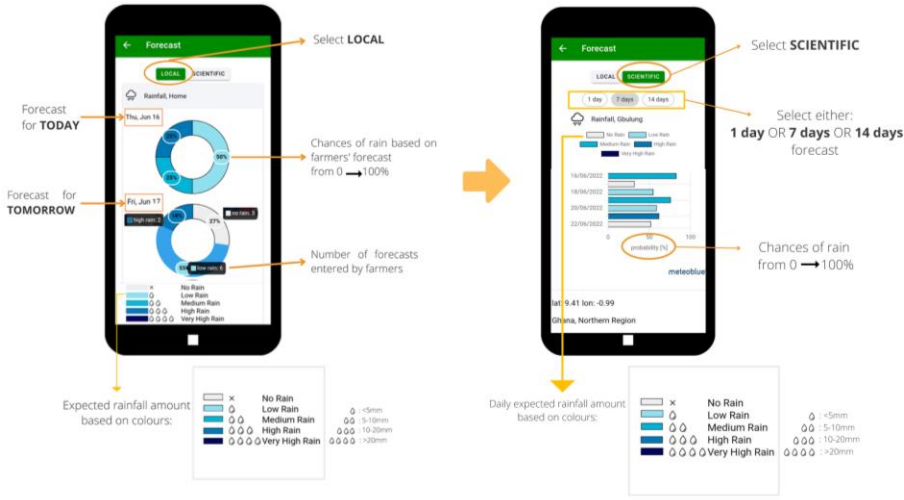 Forecast
LOCAL SCIENTIFIC
Rainfall, Home
Thu, Jun 16
25%
50%
25%
Fri, Jun 17
high rain: 2
18%
no rain: 3
27%
55%
low rain: 6
× No Rain
Low Rain
Medium Rain
High Rain
Very High Rain
Select LOCAL
Forecast
for TODAY
Chances of rain based on
farmers' forecast
from 0 → 100%
Forecast for
TOMORROW
Number of forecasts
entered by farmers
Expected rainfall amount
based on colours:
× No Rain
Low Rain
Medium Rain
High Rain
Very High Rain
: <5mm
: 5-10mm
: 10-20mm
: >20mm
Forecast
LOCAL SCIENTIFIC
1 day 7 days 14 days
Rainfall, Gbulung
No Rain Low Rain
Medium Rain High Rain
Very High Rain
16/06/2022
18/06/2022
20/06/2022
22/06/2022
0 50 100
probability [%]
meteoblue
lat: 9.41 lon: -0.99
Ghana, Northern Region
Select SCIENTIFIC
Select either:
1 day OR 7 days OR 14 days
forecast
Chances of rain
from 0 → 100%
Daily expected rainfall amount
based on colours:
× No Rain
Low Rain
Medium Rain
High Rain
Very High Rain
: <5mm
: 5-10mm
: 10-20mm
: >20mm